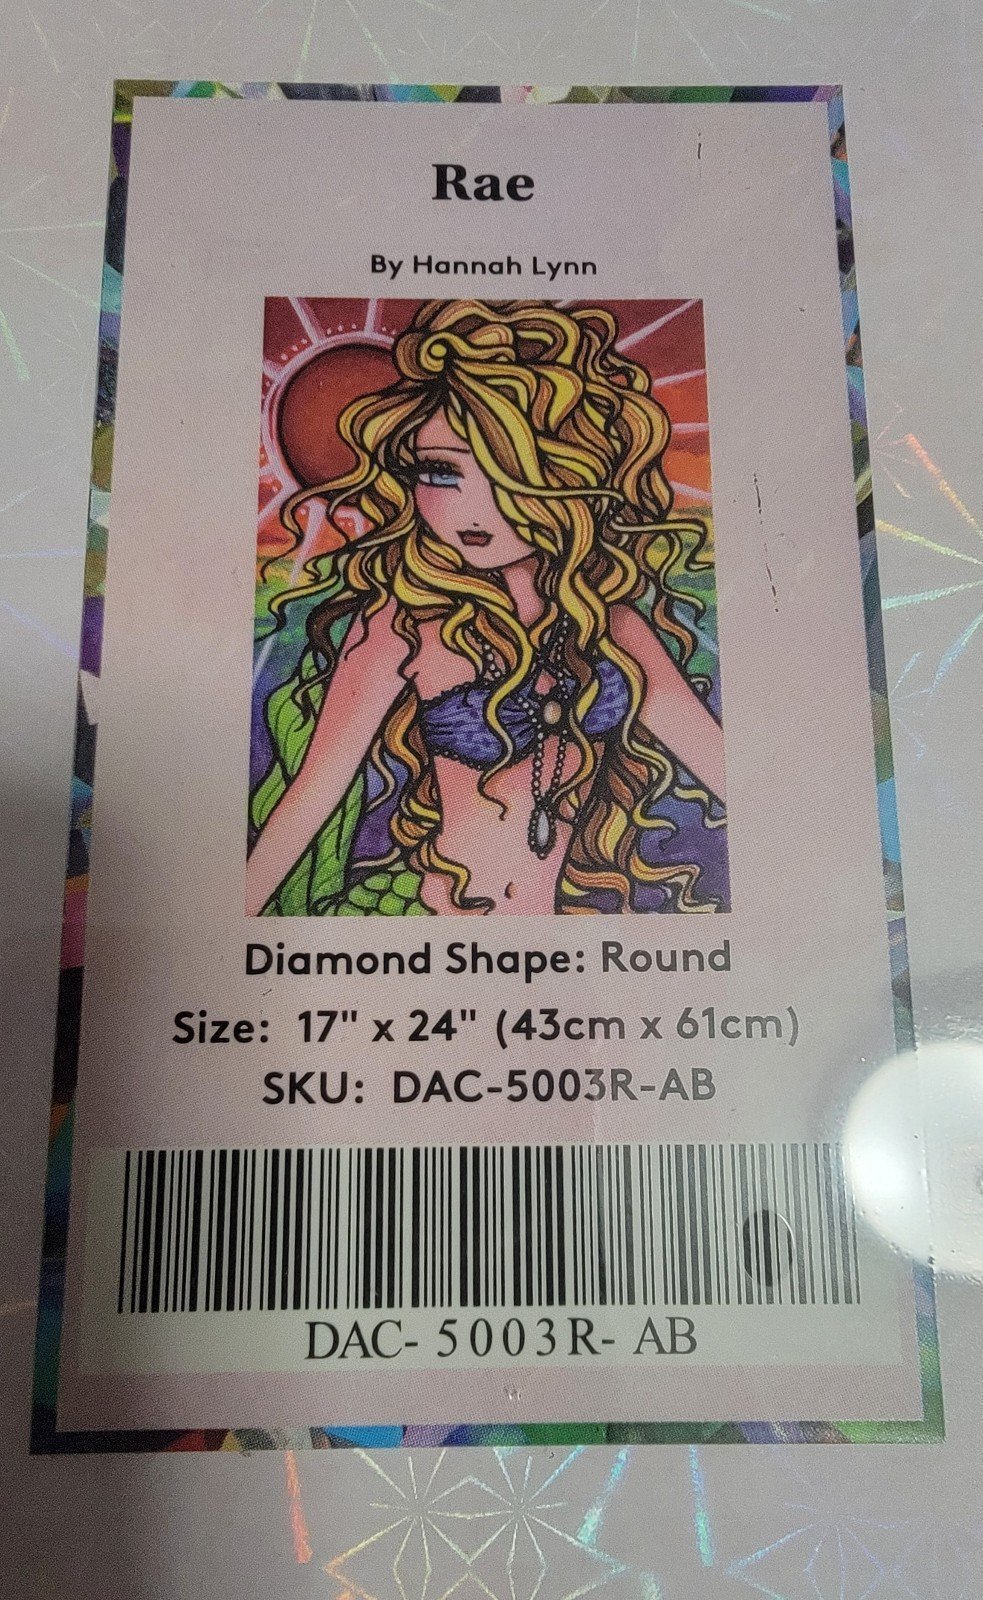 Rae
By Hannah Lynn
Diamond Shape: Round
Size: 17" x 24" (43cm x 61cm)
SKU: DAC-5003R-AB
DAC- 5003R- AB